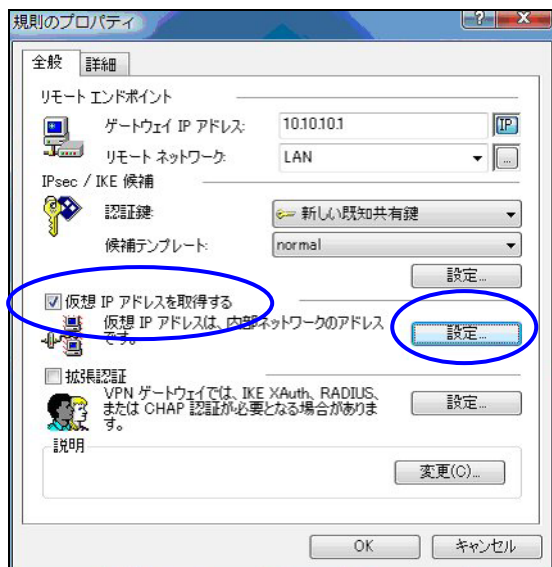 規則のプロパティ
全般 詳細
リモート エンドポイント
ゲートウェイ IP アドレス: 10.10.10.1 IP
リモート ネットワーク: LAN ...
IPsec / IKE 候補
認証鍵: 新しい既知共有鍵
候補テンプレート: normal
設定...
仮想 IP アドレスを取得する
仮想 IP アドレスは、内部ネットワークのアドレス
です。
設定...
拡張認証
VPN ゲートウェイでは、IKE XAuth、RADIUS、
または CHAP 認証が必要となる場合がありま
す。
設定...
説明
変更(C)...
OK キャンセル